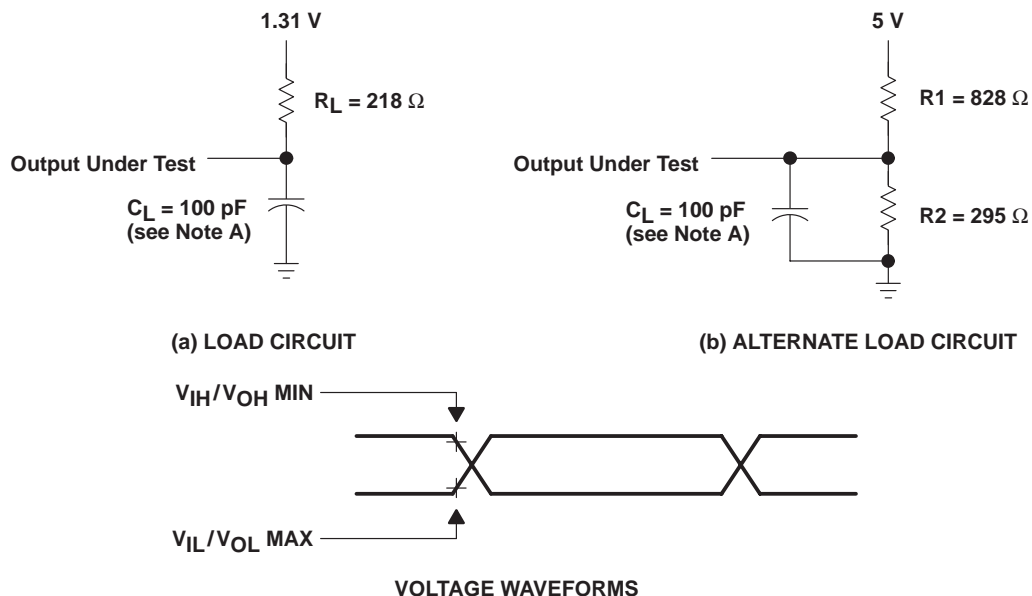 1.31 V
RL = 218 Ω
Output Under Test
CL = 100 pF
(see Note A)
(a) LOAD CIRCUIT
5 V
R1 = 828 Ω
Output Under Test
CL = 100 pF
(see Note A)
R2 = 295 Ω
(b) ALTERNATE LOAD CIRCUIT
VIH/VOH MIN
VIL/VOL MAX
VOLTAGE WAVEFORMS